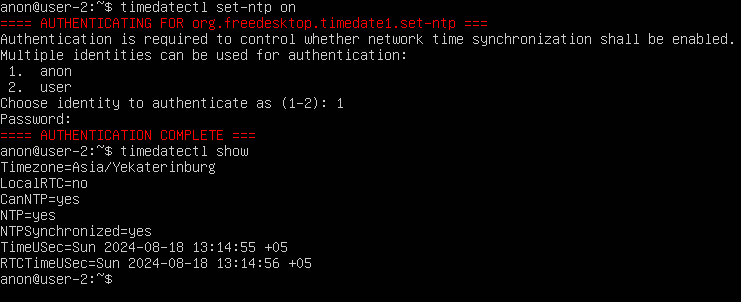 anon@user-2:~$ timedatectl set-ntp on
==== AUTHENTICATING FOR org.freedesktop.timedate1.set-ntp ===
Authentication is required to control whether network time synchronization shall be enabled.
Multiple identities can be used for authentication:
 1.  anon
 2.  user
Choose identity to authenticate as (1-2): 1
Password:
==== AUTHENTICATION COMPLETE ===
anon@user-2:~$ timedatectl show
Timezone=Asia/Yekaterinburg
LocalRTC=no
CanNTP=yes
NTP=yes
NTPSynchronized=yes
TimeUSec=Sun 2024-08-18 13:14:55 +05
RTCTimeUSec=Sun 2024-08-18 13:14:56 +05
anon@user-2:~$